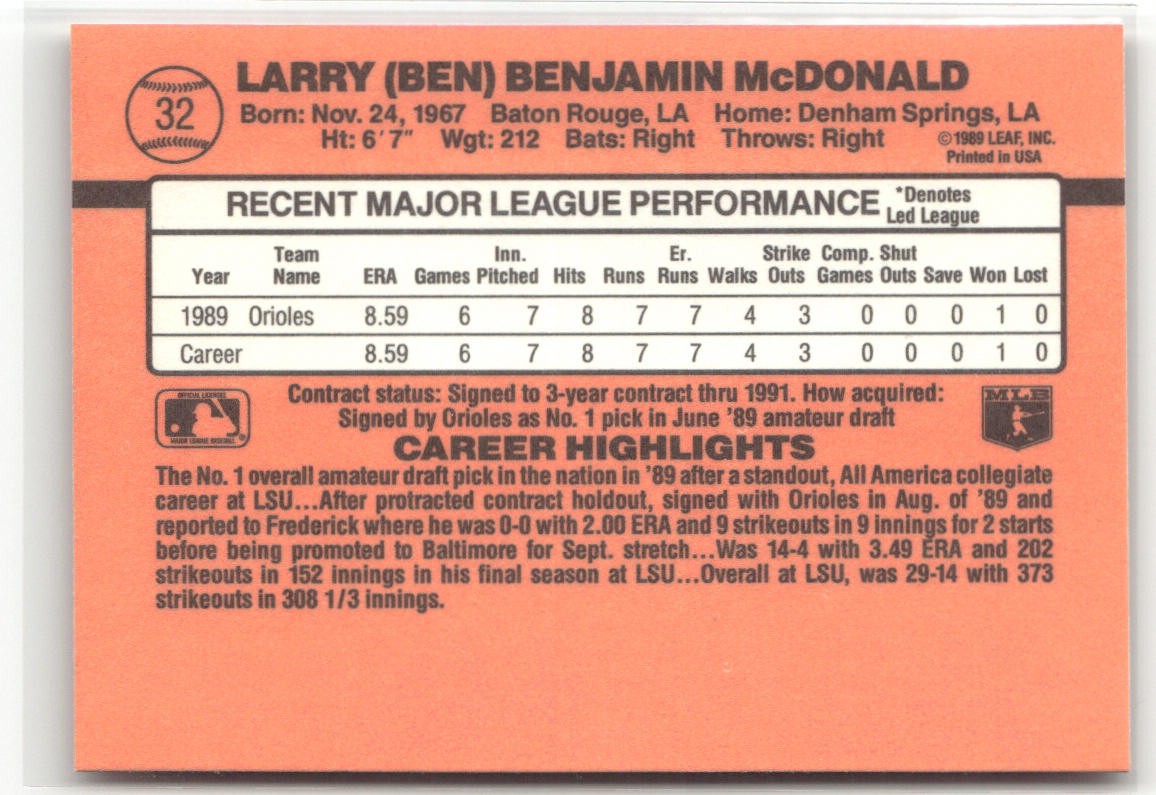 32
LARRY (BEN) BENJAMIN McDONALD
Born: Nov. 24, 1967 Baton Rouge, LA Home: Denham Springs, LA
Ht: 6' 7" Wgt: 212 Bats: Right Throws: Right
©1989 LEAF, INC.
Printed in USA
RECENT MAJOR LEAGUE PERFORMANCE
*Denotes
Led League
Team Inn. Er. Strike Comp. Shut
Year Name ERA Games Pitched Hits Runs Runs Walks Outs Games Outs Save Won Lost
1989 Orioles 8.59 6 7 8 7 7 4 3 0 0 0 1 0
Career 8.59 6 7 8 7 7 4 3 0 0 0 1 0
OFFICIAL LICENSEE
MAJOR LEAGUE BASEBALL
®
Contract status: Signed to 3-year contract thru 1991. How acquired:
Signed by Orioles as No. 1 pick in June '89 amateur draft
MLB
CAREER HIGHLIGHTS
The No. 1 overall amateur draft pick in the nation in '89 after a standout, All America collegiate
career at LSU...After protracted contract holdout, signed with Orioles in Aug. of '89 and
reported to Frederick where he was 0-0 with 2.00 ERA and 9 strikeouts in 9 innings for 2 starts
before being promoted to Baltimore for Sept. stretch...Was 14-4 with 3.49 ERA and 202
strikeouts in 152 innings in his final season at LSU...Overall at LSU, was 29-14 with 373
strikeouts in 308 1/3 innings.